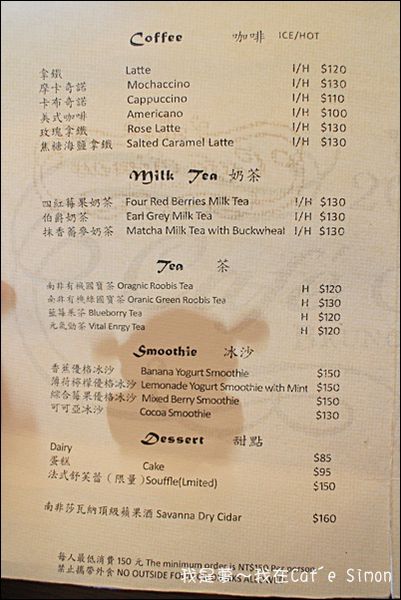 Coffee 咖啡 ICE/HOT
拿鐵 Latte I/H $120
摩卡奇諾 Mochaccino I/H $130
卡布奇諾 Cappuccino I/H $110
美式咖啡 Americano I/H $100
玫瑰拿鐵 Rose Latte I/H $130
焦糖海鹽拿鐵 Salted Caramel Latte I/H $130
Milk Tea 奶茶
四紅莓果奶茶 Four Red Berries Milk Tea I/H $130
伯爵奶茶 Earl Grey Milk Tea I/H $130
抹香蕎麥奶茶 Matcha Milk Tea with Buckwheat I/H $130
Tea 茶
南非有機國寶茶 Oragnic Roobis Tea H $120
南非有機綠國寶茶 Oranic Green Roobis Tea H $130
藍莓果茶 Blueberry Tea H $120
元氣勁茶 Vital Enrgy Tea H $120
Smoothie 冰沙
香蕉優格冰沙 Banana Yogurt Smoothie $150
薄荷檸檬優格冰沙 Lemonade Yogurt Smoothie with Mint $150
綜合莓果優格冰沙 Mixed Berry Smoothie $150
可可亞冰沙 Cocoa Smoothie $130
Dessert 甜點
Dairy $85
蛋糕 Cake $95
法式舒芙蕾（限量）Souffle(Lmited) $150
南非莎瓦納頂級蘋果酒 Savanna Dry Cidar $160
每人最低消費 150 元 The minimum order is NT$150 Per person
禁止攜帶外食 NO OUTSIDE
我在Caf'e Simon